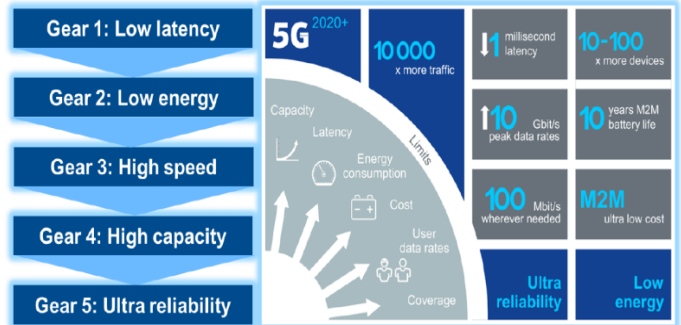 Gear 1: Low latency
Gear 2: Low energy
Gear 3: High speed
Gear 4: High capacity
Gear 5: Ultra reliability
5G 2020+
10 000
x more traffic
1 millisecond
latency
10-100
x more devices
Capacity
Latency
Energy
consumption
Cost
User
data rates
Coverage
Limits
10 Gbit/s
peak data rates
10 years M2M
battery life
100 Mbit/s
wherever needed
M2M
ultra low cost
Ultra
reliability
Low
energy